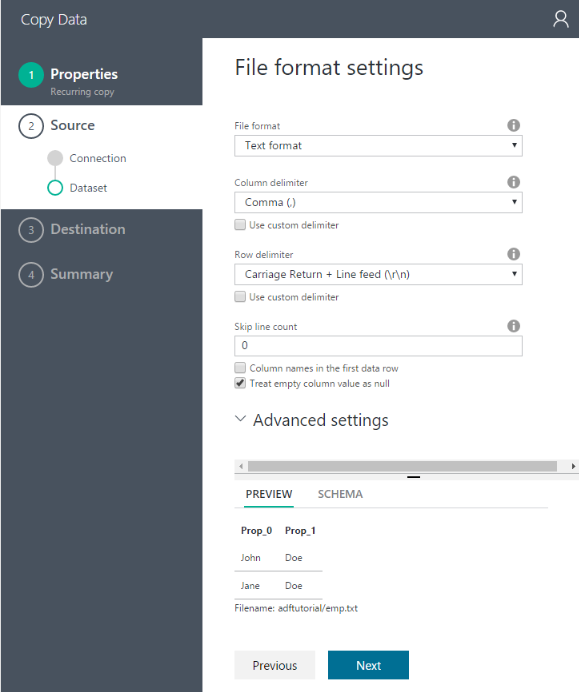 Copy Data
1 Properties
Recurring copy
2 Source
Connection
Dataset
3 Destination
4 Summary
File format settings
File format
Text format
Column delimiter
Comma (,)
Use custom delimiter
Row delimiter
Carriage Return + Line feed (\r\n)
Use custom delimiter
Skip line count
0
Column names in the first data row
Treat empty column value as null
Advanced settings
PREVIEW SCHEMA
Prop_0 Prop_1
John Doe
Jane Doe
Filename: adftutorial/emp.txt
Previous Next